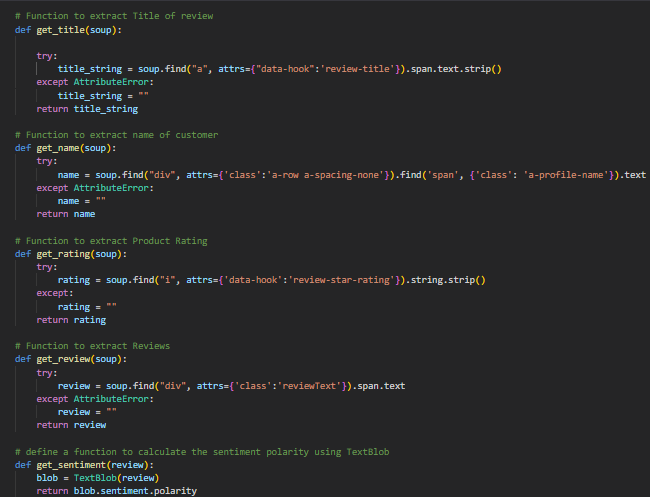 # Function to extract Title of review
def get_title(soup):
try:
title_string = soup.find("a", attrs={"data-hook":'review-title'}).span.text.strip()
except AttributeError:
title_string = ""
return title_string
# Function to extract name of customer
def get_name(soup):
try:
name = soup.find("div", attrs={'class':'a-row a-spacing-none'}).find('span', {'class': 'a-profile-name'}).text
except AttributeError:
name = ""
return name
# Function to extract Product Rating
def get_rating(soup):
try:
rating = soup.find("i", attrs={'data-hook':'review-star-rating'}).string.strip()
except:
rating = ""
return rating
# Function to extract Reviews
def get_review(soup):
try:
review = soup.find("div", attrs={'class':'reviewText'}).span.text
except AttributeError:
review = ""
return review
# define a function to calculate the sentiment polarity using TextBlob
def get_sentiment(review):
blob = TextBlob(review)
return blob.sentiment.polarity